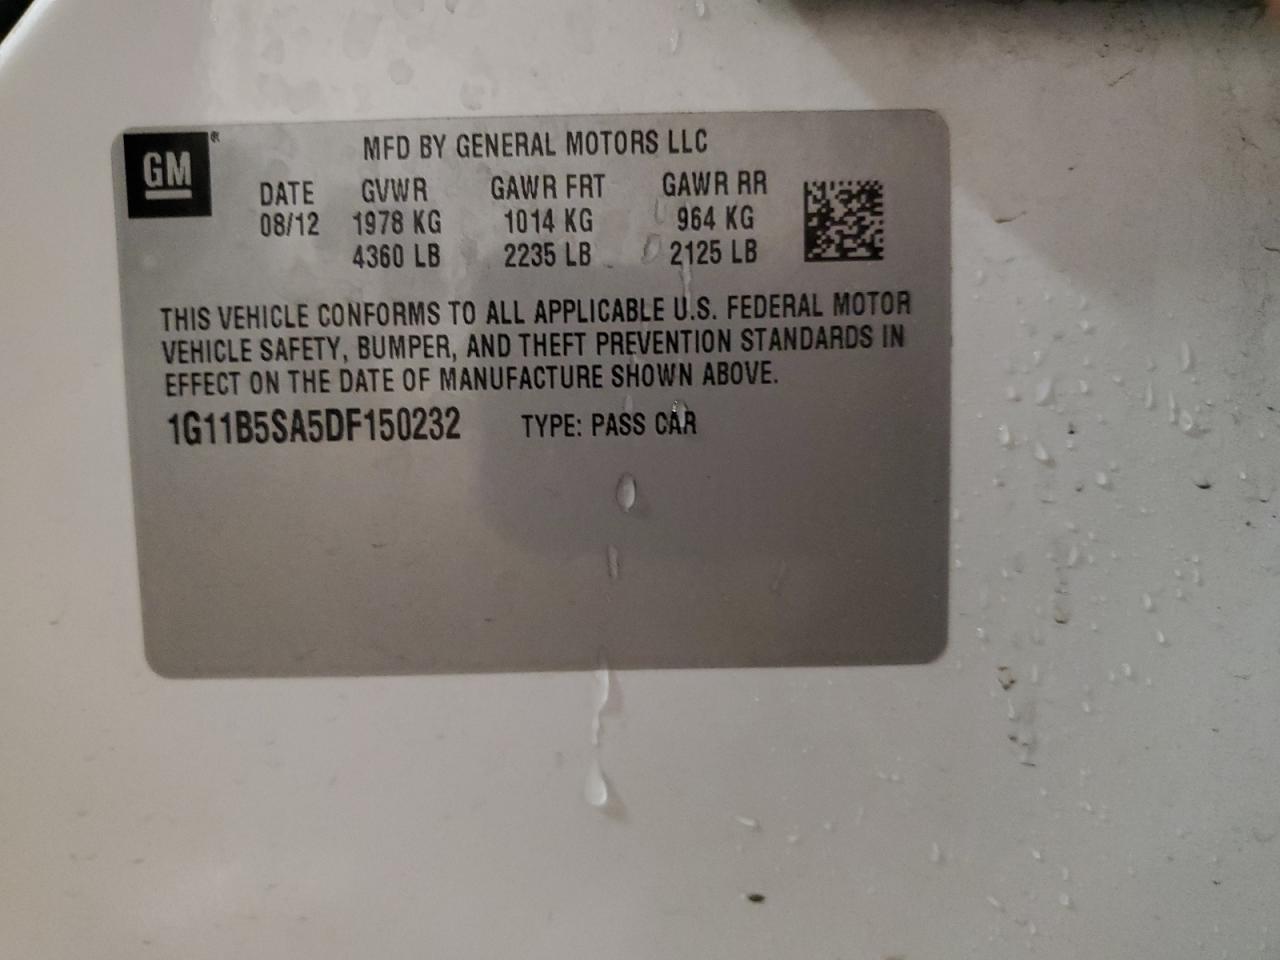 GM®
MFD BY GENERAL MOTORS LLC
DATE GVWR GAWR FRT GAWR RR
08/12 1978 KG 1014 KG 964 KG
4360 LB 2235 LB 2125 LB
THIS VEHICLE CONFORMS TO ALL APPLICABLE U.S. FEDERAL MOTOR
VEHICLE SAFETY, BUMPER, AND THEFT PREVENTION STANDARDS IN
EFFECT ON THE DATE OF MANUFACTURE SHOWN ABOVE.
1G11B5SA5DF150232 TYPE: PASS CAR